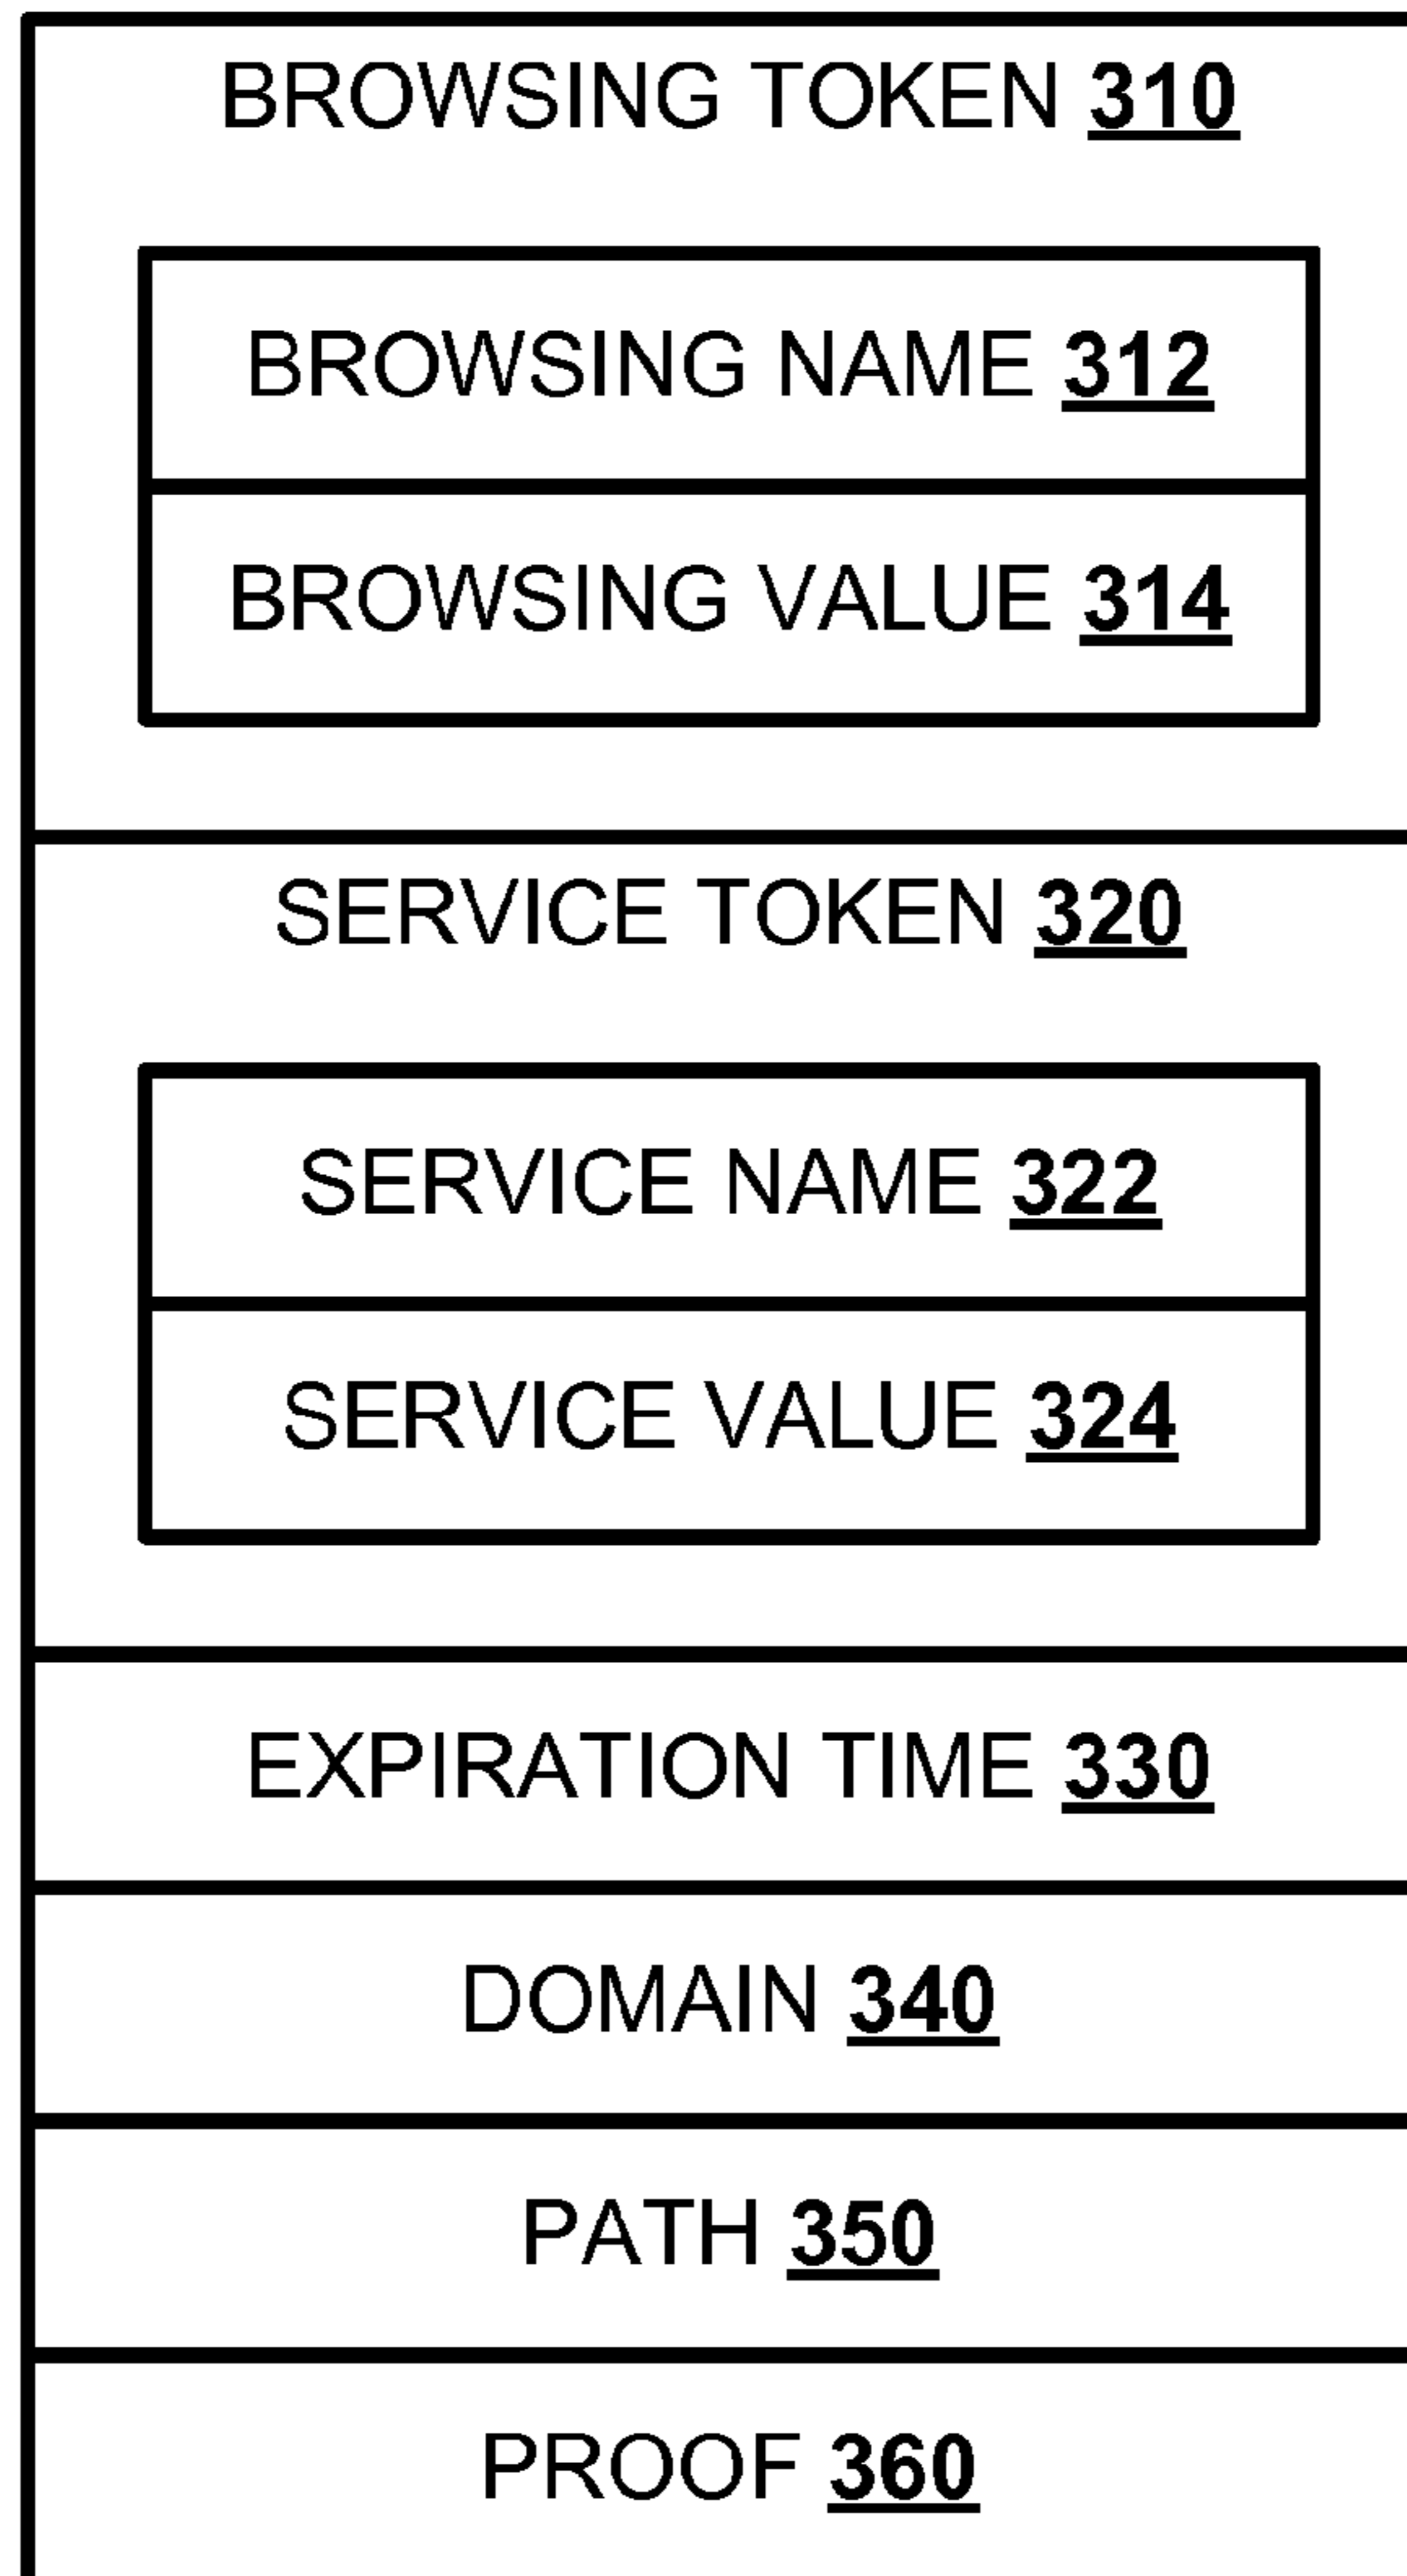 BROWSING TOKEN 310
BROWSING NAME 312
BROWSING VALUE 314
SERVICE TOKEN 320
SERVICE NAME 322
SERVICE VALUE 324
EXPIRATION TIME 330
DOMAIN 340
PATH 350
PROOF 360